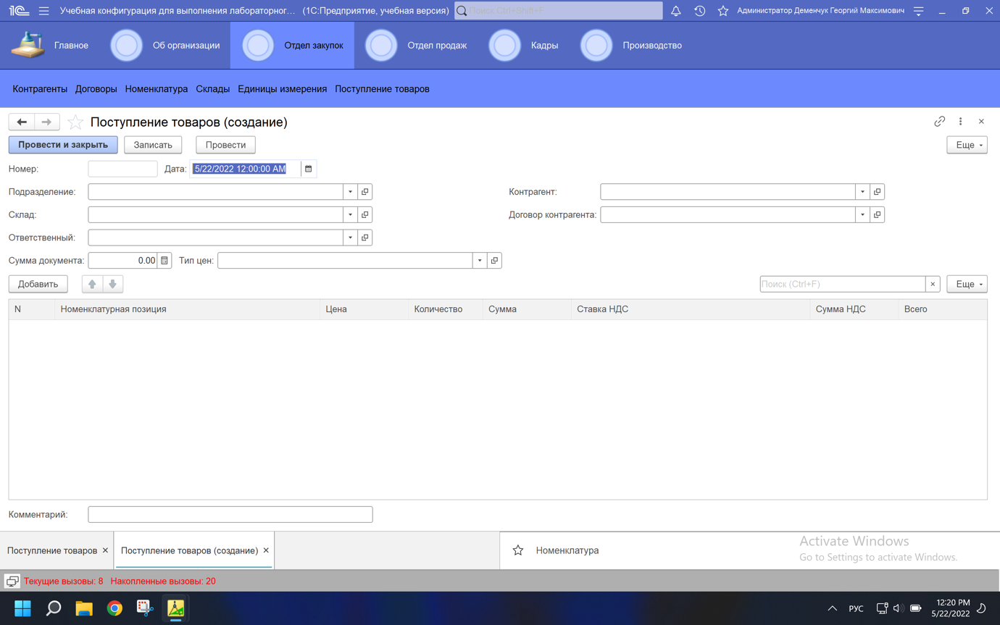 1С Учебная конфигурация для выполнения лабораторног... (1С:Предприятие, учебная версия) Поиск Ctrl+Shift+F Администратор Деменчук Георгий Максимович
Главное Об организации Отдел закупок Отдел продаж Кадры Производство
Контрагенты Договоры Номенклатура Склады Единицы измерения Поступление товаров
Поступление товаров (создание)
Провести и закрыть Записать Провести Еще
Номер: Дата: 5/22/2022 12:00:00 AM
Подразделение: Контрагент:
Склад: Договор контрагента:
Ответственный:
Сумма документа: 0.00 Тип цен:
Добавить Поиск (Ctrl+F) × Еще
N Номенклатурная позиция Цена Количество Сумма Ставка НДС Сумма НДС Всего
Комментарий:
Поступление товаров × Поступление товаров (создание) × Номенклатура
Activate Windows
Go to Settings to activate Windows.
Текущие вызовы: 8 Накопленные вызовы: 20
РУС 12:20 PM
5/22/2022